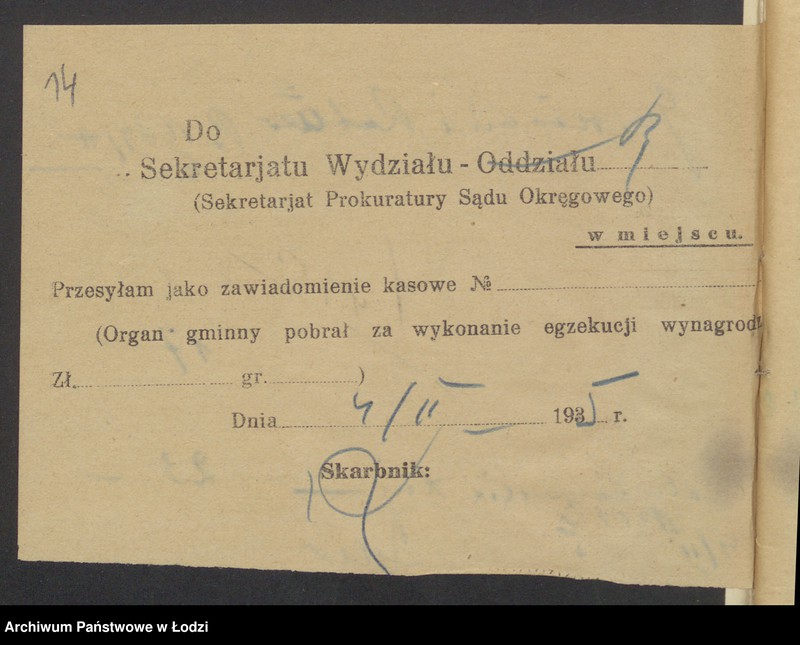 14
Do
Sekretarjatu Wydziału - Oddziału
(Sekretarjat Prokuratury Sądu Okręgowego)
w miejscu.
Przesyłam jako zawiadomienie kasowe №
(Organ gminny pobrał za wykonanie egzekucji wynagrodz
Zł. gr. )
Dnia 4/II 1935 r.
Skarbnik:
Archiwum Państwowe w Łodzi